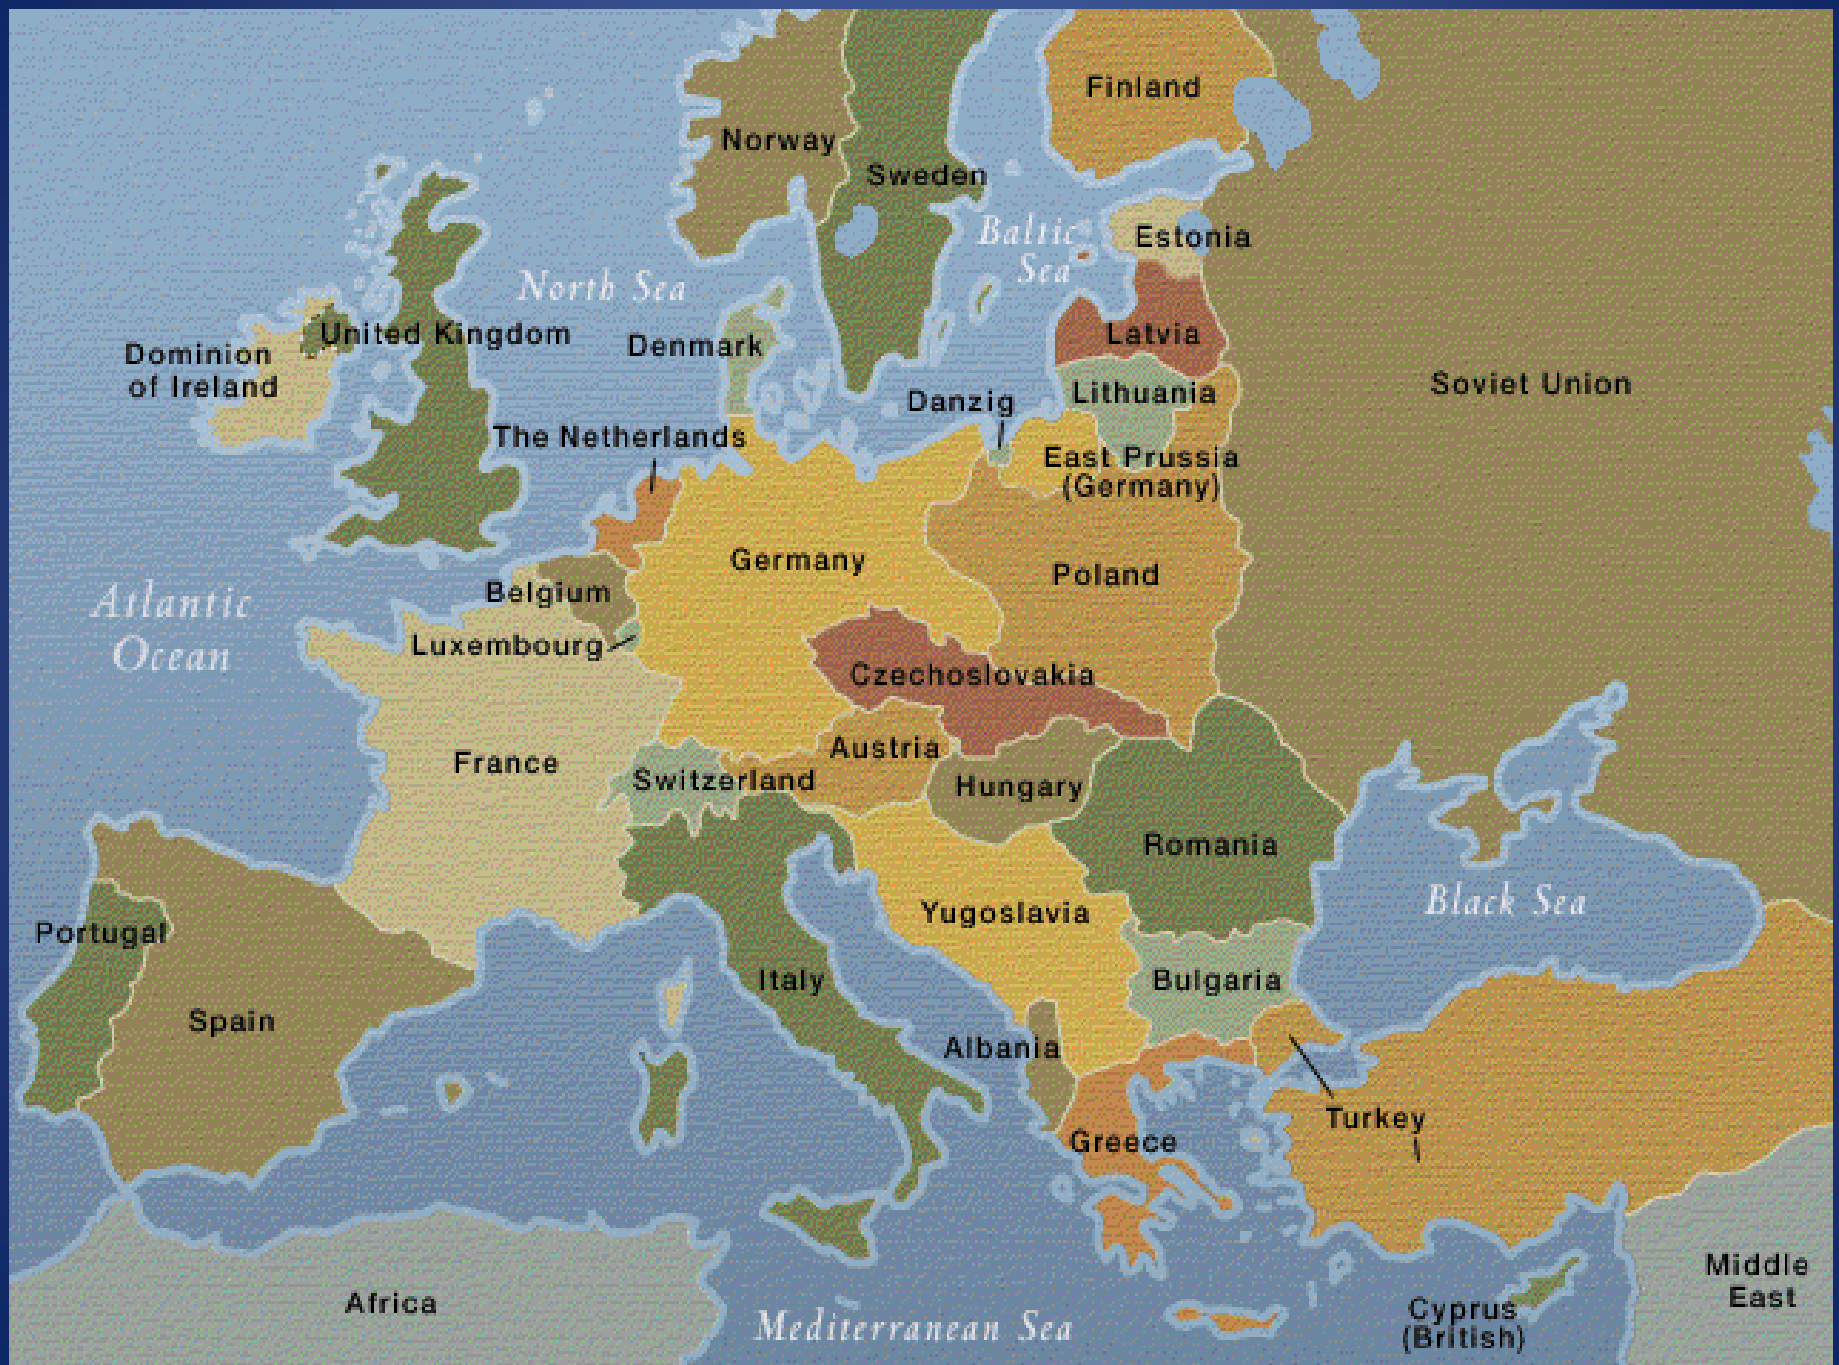 Finland
Norway
Sweden
Baltic
Sea
Estonia
North Sea
United Kingdom
Denmark
Latvia
Dominion
of Ireland
Lithuania
Soviet Union
Danzig
The Netherlands
East Prussia
(Germany)
Germany
Poland
Belgium
Atlantic
Ocean
Luxembourg
Czechoslovakia
France
Austria
Switzerland
Hungary
Romania
Black Sea
Yugoslavia
Portugal
Italy
Bulgaria
Spain
Albania
Turkey
Greece
Middle
East
Africa
Cyprus
(British)
Mediterranean Sea